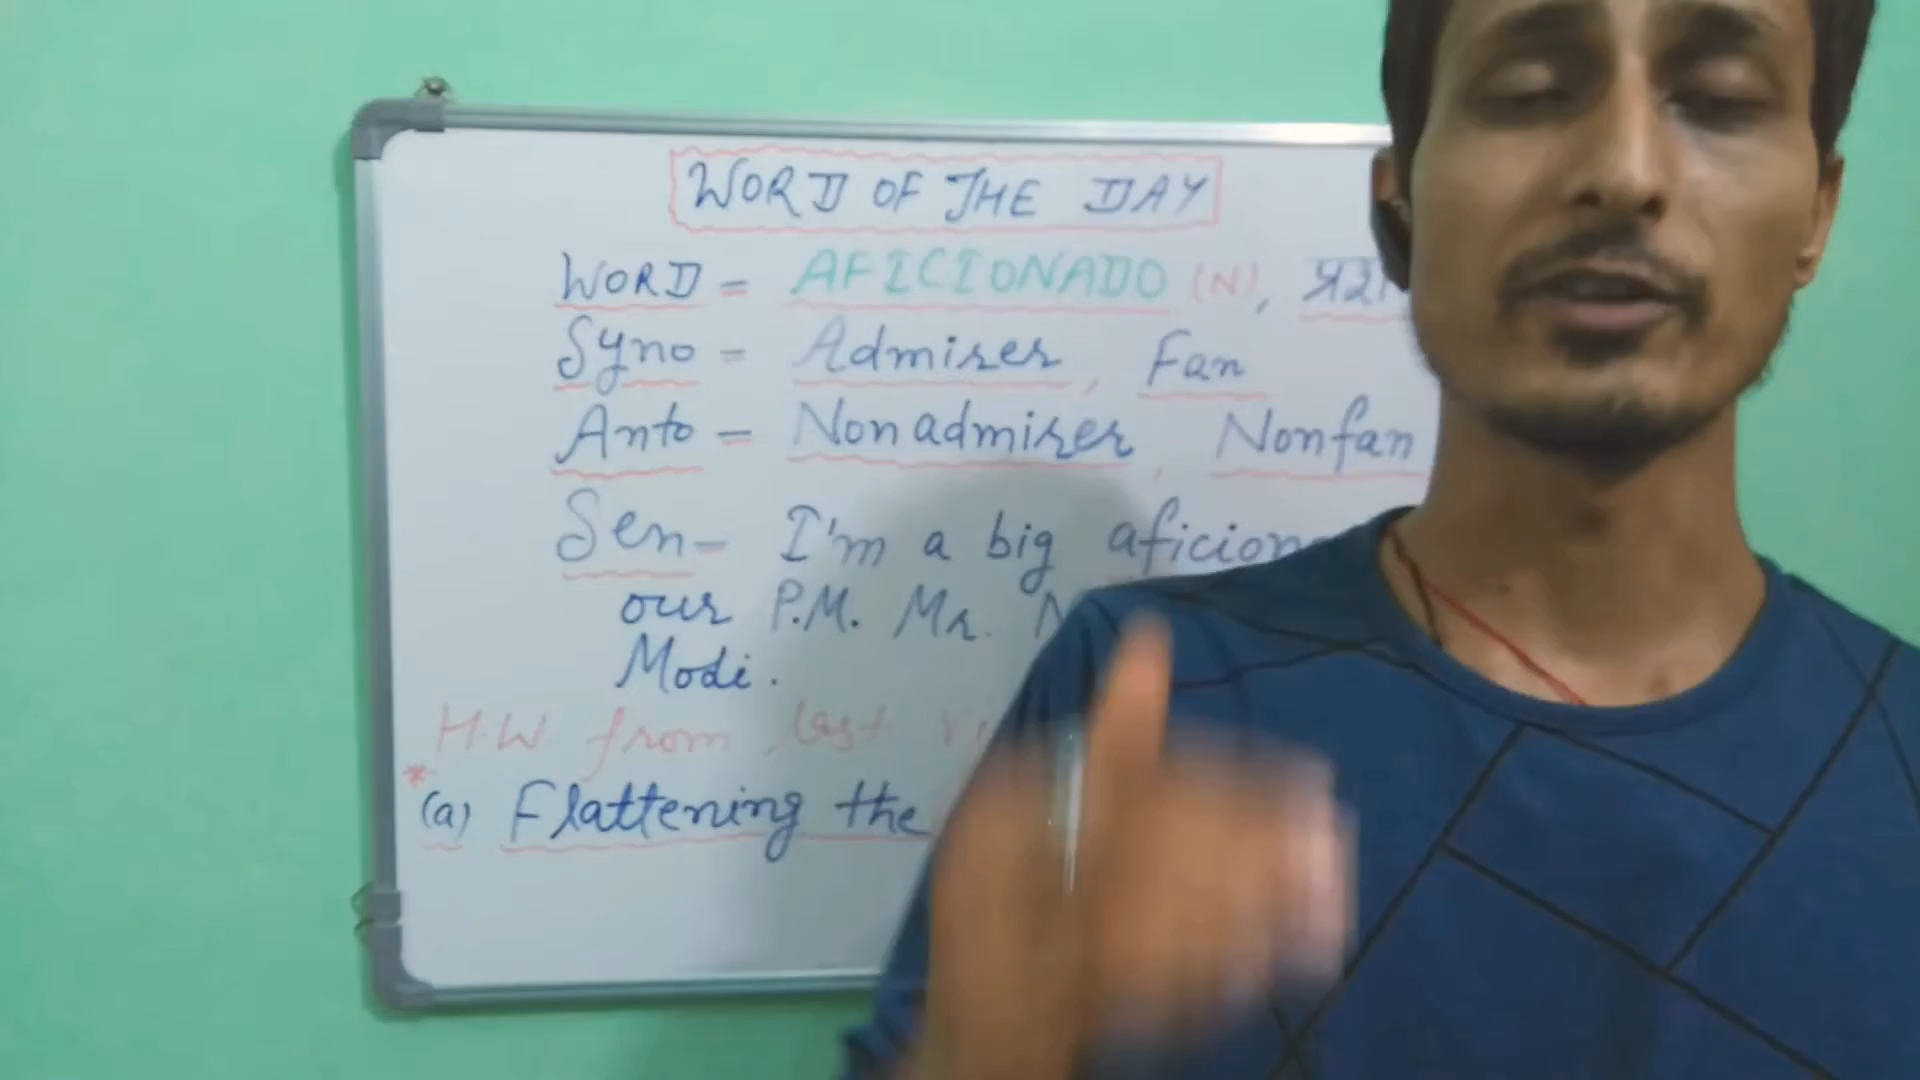 WORD OF THE DAY
WORD = AFICIONADO (N),
Syno = Admirer, Fan
Anto = Nonadmirer, Nonfan
Sen - I'm a big
our P.M. Mr.
Modi.
H.W from last
* (a) Flattening the